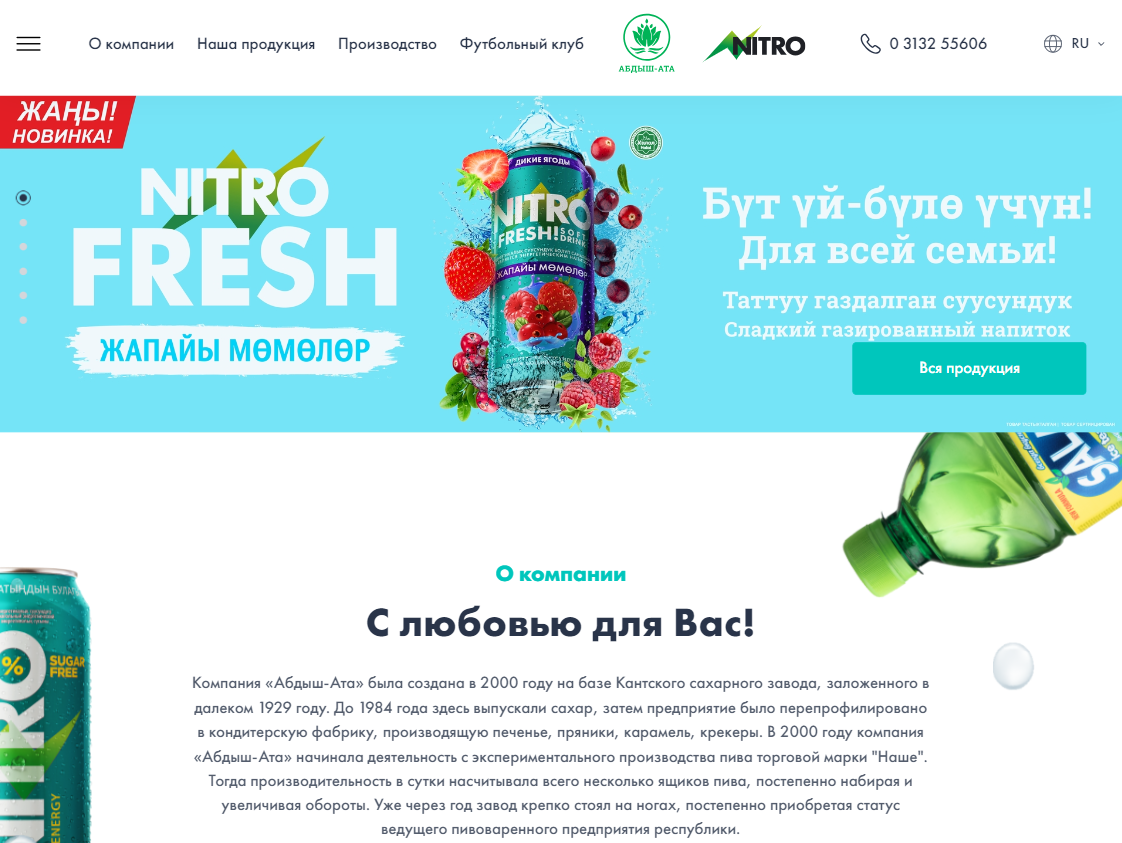 О компании
Наша продукция
Производство
Футбольный клуб
АБДЫШ-АТА
NITRO
0 3132 55606
RU
ЖАҢЫ!
НОВИНКА!
NITRO
FRESH
ЖАПАЙЫ МӨМӨЛӨР
ДИКИЕ ЯГОДЫ
NITRO
FRESH! SOFT DRINK
ЖАПАЙЫ МӨМӨЛӨР
Бүт үй-бүлө үчүн!
Для всей семьи!
Таттуу газдалган суусундук
Сладкий газированный напиток
Вся продукция
SUGAR
FREE
ENERGY
О компании
С любовью для Вас!
Компания «Абдыш-Ата» была создана в 2000 году на базе Кантского сахарного завода, заложенного в
далеком 1929 году. До 1984 года здесь выпускали сахар, затем предприятие было перепрофилировано
в кондитерскую фабрику, производящую печенье, пряники, карамель, крекеры. В 2000 году компания
«Абдыш-Ата» начинала деятельность с экспериментального производства пива торговой марки "Наше".
Тогда производительность в сутки насчитывала всего несколько ящиков пива, постепенно набирая и
увеличивая обороты. Уже через год завод крепко стоял на ногах, постепенно приобретая статус
ведущего пивоваренного предприятия республики.